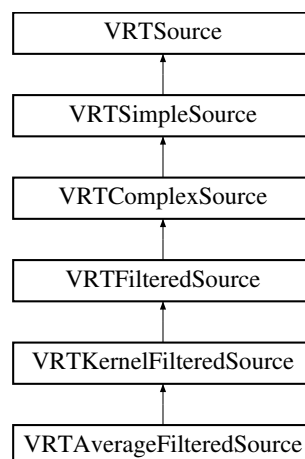 VRTSource
VRTSimpleSource
VRTComplexSource
VRTFilteredSource
VRTKernelFilteredSource
VRTAverageFilteredSource